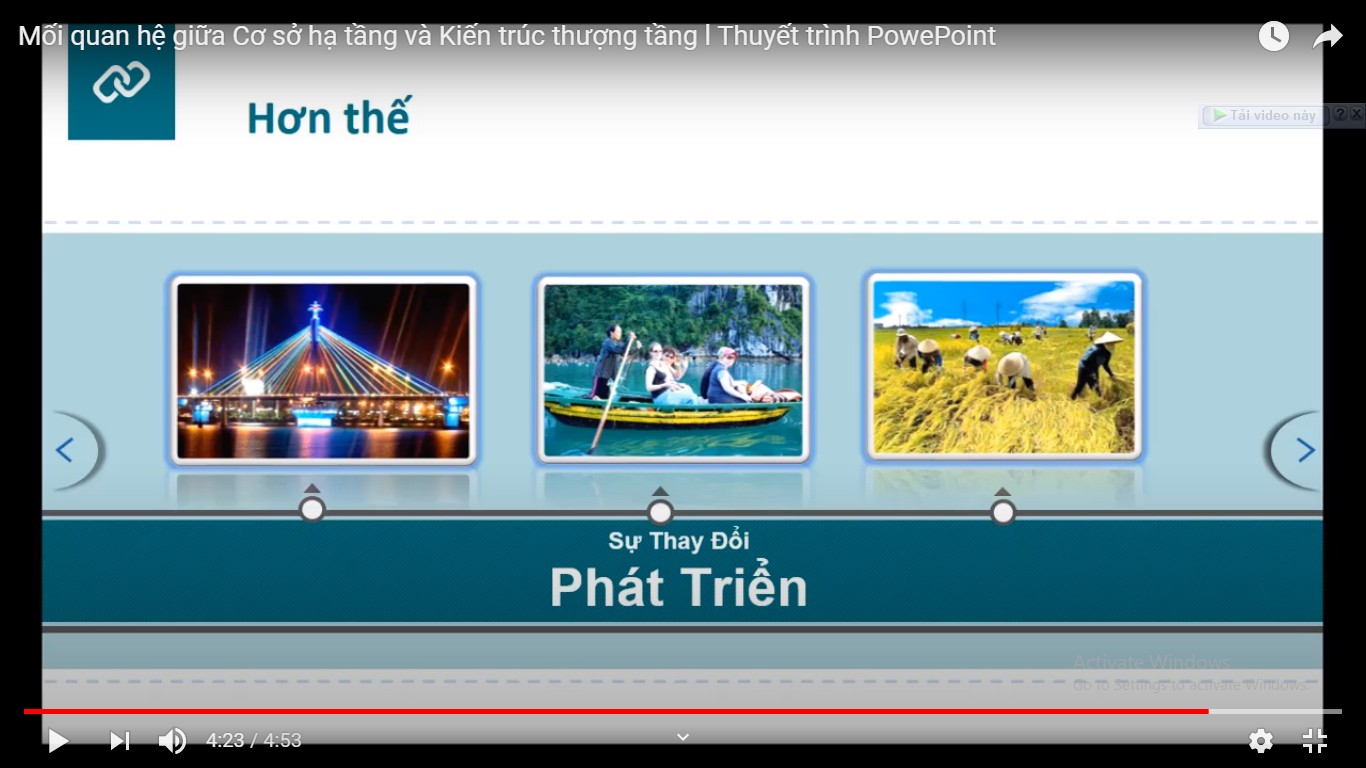 Mối quan hệ giữa Cơ sở hạ tầng và Kiến trúc thượng tầng l Thuyết trình PowePoint
Hơn thế
Tải video này
Sự Thay Đổi
Phát Triển
Activate Windows
Go to Settings to activate Windows.
4:23 / 4:53